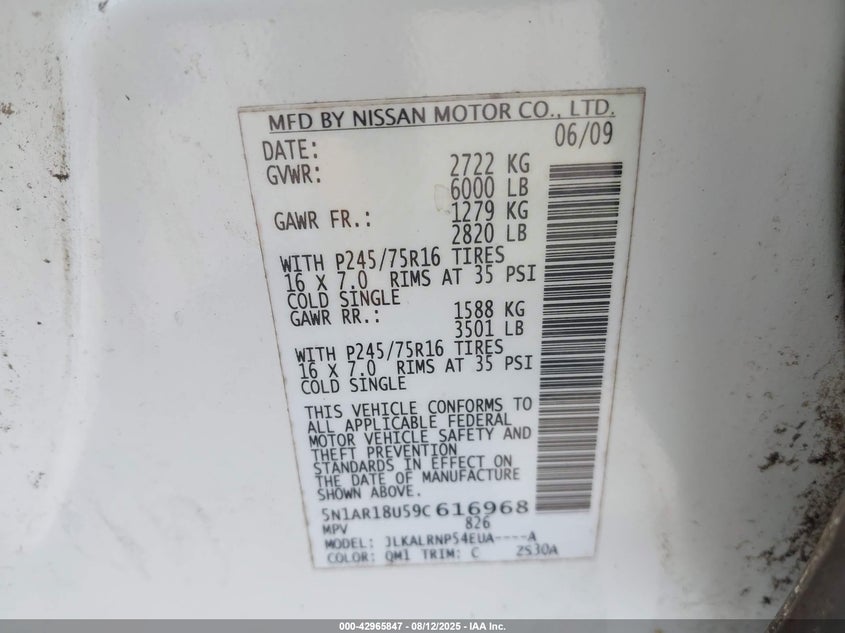 MFD BY NISSAN MOTOR CO., LTD.
DATE: 06/09
GVWR: 2722 KG
6000 LB
GAWR FR.: 1279 KG
2820 LB
WITH P245/75R16 TIRES
16 X 7.0 RIMS AT 35 PSI
COLD SINGLE
GAWR RR.: 1588 KG
3501 LB
WITH P245/75R16 TIRES
16 X 7.0 RIMS AT 35 PSI
COLD SINGLE
THIS VEHICLE CONFORMS TO
ALL APPLICABLE FEDERAL
MOTOR VEHICLE SAFETY AND
THEFT PREVENTION
STANDARDS IN EFFECT ON
THE DATE OF MANUFACTURE
SHOWN ABOVE.
5N1AR18U59C616968
MPV 826
MODEL: JLKALRNP54EUA----A
COLOR: QM1 TRIM: C 2S30A
000-42965847 - 08/12/2025 - IAA Inc.